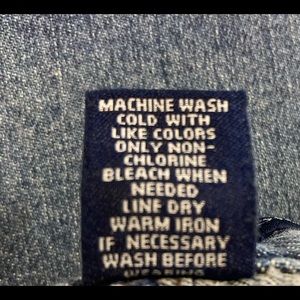 MACHINE WASH
COLD WITH
LIKE COLORS
ONLY NON-
CHLORINE
BLEACH WHEN
NEEDED
LINE DRY
WARM IRON
IF NECESSARY
WASH BEFORE
WEARING